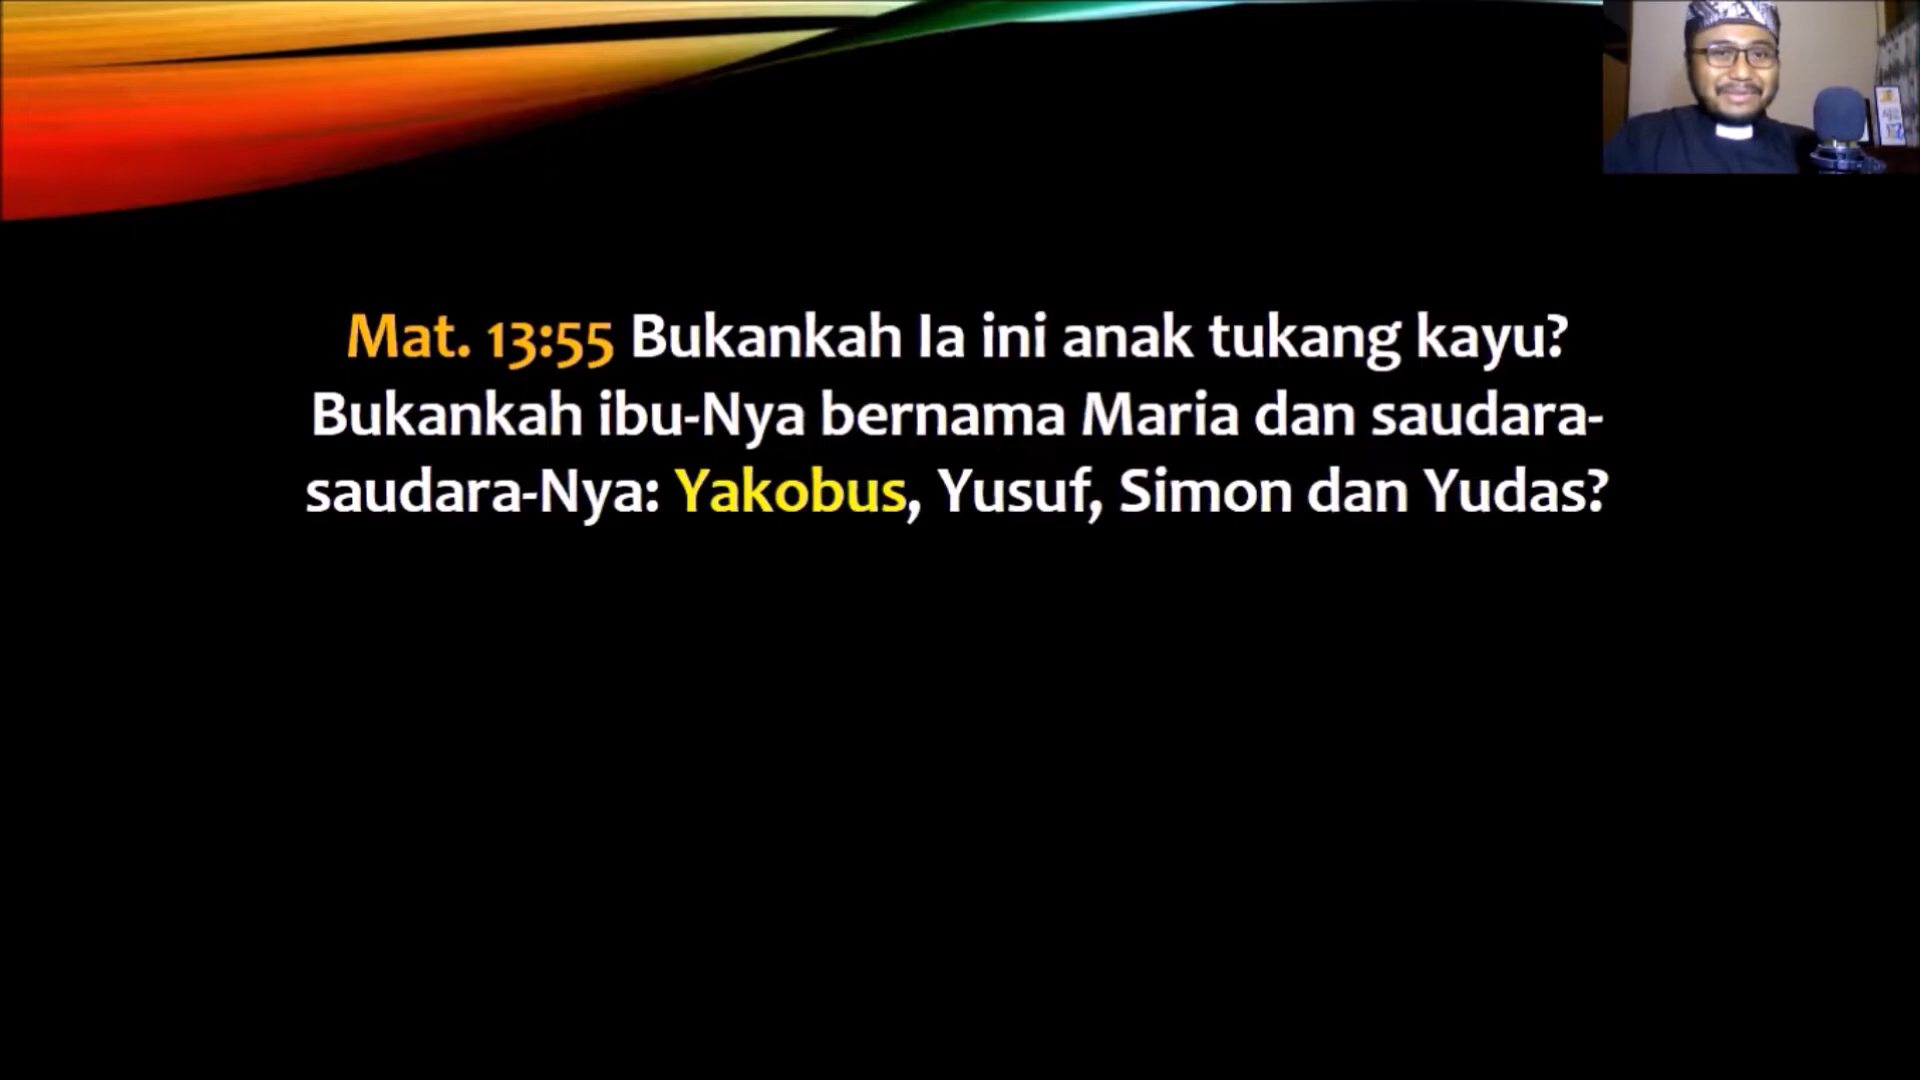 Mat. 13:55 Bukankah Ia ini anak tukang kayu?
Bukankah ibu-Nya bernama Maria dan saudara-
saudara-Nya: Yakobus, Yusuf, Simon dan Yudas?